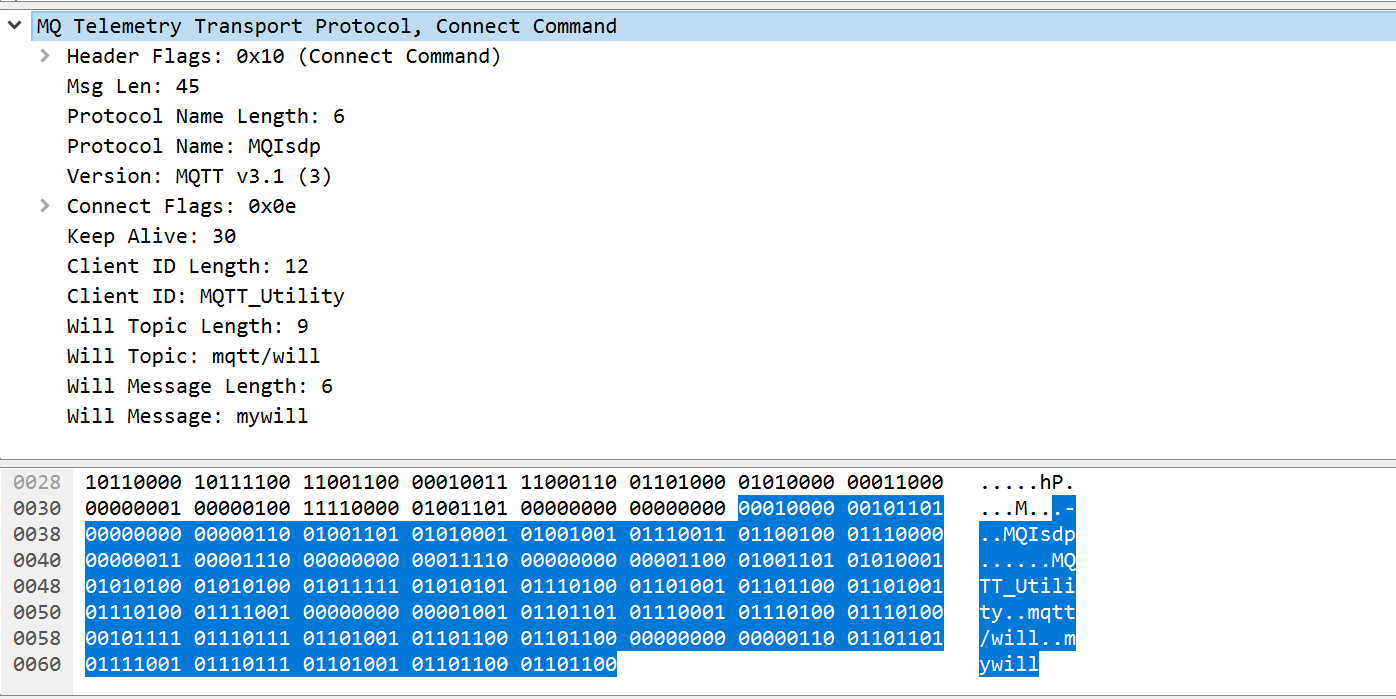 MQ Telemetry Transport Protocol, Connect Command
Header Flags: 0x10 (Connect Command)
Msg Len: 45
Protocol Name Length: 6
Protocol Name: MQIsdp
Version: MQTT v3.1 (3)
Connect Flags: 0x0e
Keep Alive: 30
Client ID Length: 12
Client ID: MQTT_Utility
Will Topic Length: 9
Will Topic: mqtt/will
Will Message Length: 6
Will Message: mywill
0028 10110000 10111100 11001100 00010011 11000110 01101000 01010000 00011000 .....hP.
0030 00000001 00000100 11110000 01001101 00000000 00000000 00010000 00101101 ...M...-
0038 00000000 00000110 01001101 01010001 01001001 01110011 01100100 01110000 ..MQIsdp
0040 00000011 00001110 00000000 00011110 00000000 00001100 01001101 01010001 ......MQ
0048 01010100 01010100 01011111 01010101 01110100 01101001 01101100 01101001 TT_Utili
0050 01110100 01111001 00000000 00001001 01101101 01110001 01110100 01110100 ty..mqtt
0058 00101111 01110111 01101001 01101100 01101100 00000000 00000110 01101101 /will..m
0060 01111001 01110111 01101001 01101100 01101100 ywill